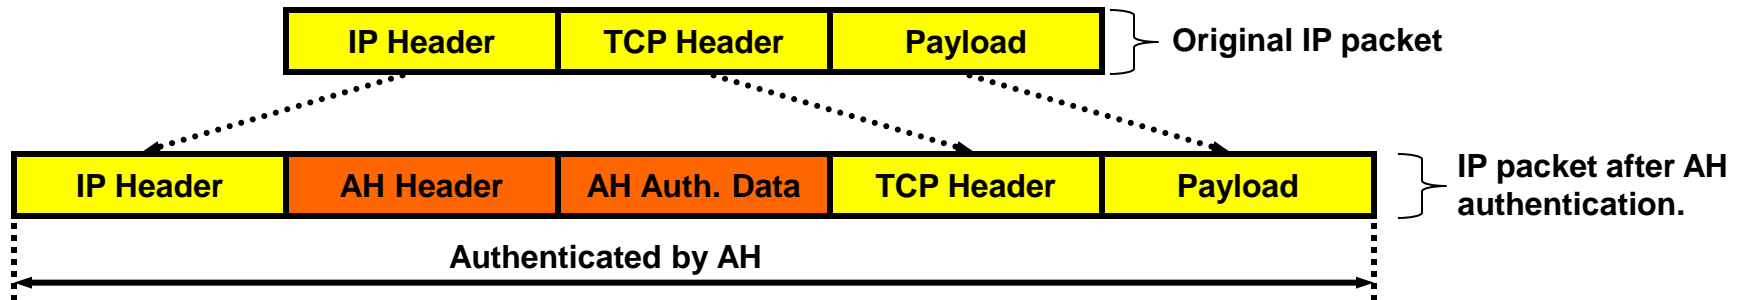 IP Header TCP Header Payload Original IP packet
IP Header AH Header AH Auth. Data TCP Header Payload
IP packet after AH
authentication.
Authenticated by AH